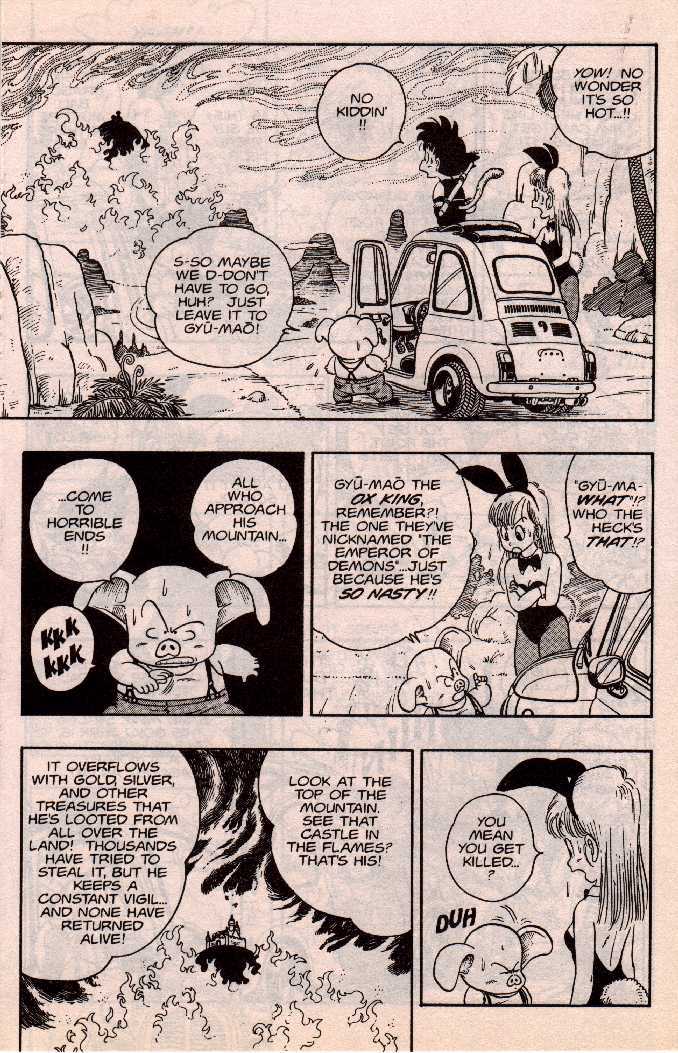 YOW! NO
WONDER
IT'S SO
HOT...!!
NO
KIDDIN'
!!
S-SO MAYBE
WE D-DON'T
HAVE TO GO,
HUH? JUST
LEAVE IT TO
GYŪ-MAŌ!
"GYŪ-MA-
WHAT"!?
WHO THE
HECK'S
THAT!?
GYŪ-MAŌ THE
OX KING,
REMEMBER?!
THE ONE THEY'VE
NICKNAMED "THE
EMPEROR OF
DEMONS"...JUST
BECAUSE HE'S
SO NASTY!!
ALL
WHO
APPROACH
HIS
MOUNTAIN...
...COME
TO
HORRIBLE
ENDS
!!
KKK
KKK
YOU
MEAN
YOU GET
KILLED...
?
DUH
LOOK AT THE
TOP OF THE
MOUNTAIN.
SEE THAT
CASTLE IN
THE FLAMES?
THAT'S HIS!
IT OVERFLOWS
WITH GOLD, SILVER,
AND OTHER
TREASURES THAT
HE'S LOOTED FROM
ALL OVER THE
LAND! THOUSANDS
HAVE TRIED TO
STEAL IT, BUT HE
KEEPS A
CONSTANT VIGIL...
AND NONE HAVE
RETURNED
ALIVE!